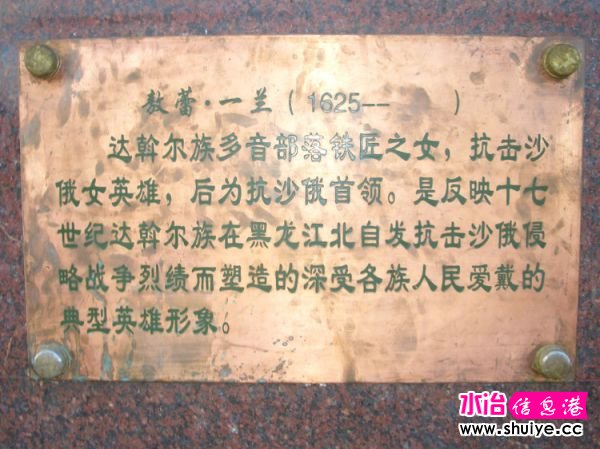 敖蕾·一兰（1625--　　）
达斡尔族多音部落铁匠之女，抗击沙
俄女英雄，后为抗沙俄首领。是反映十七
世纪达斡尔族在黑龙江北自发抗击沙俄侵
略战争烈绩而塑造的深受各族人民爱戴的
典型英雄形象。
水冶信息港
www.shuiye.cc